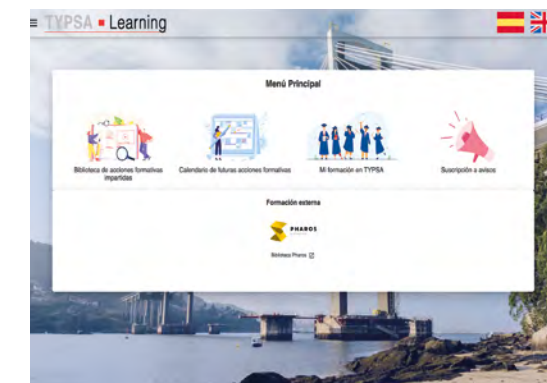 TYPSA Learning
Menú Principal
Biblioteca de acciones formativas
impartidas
Calendario de futuras acciones formativas
Mi formación en TYPSA
Suscripción a avisos
Formación externa
PHAROS
Biblioteca Pharos